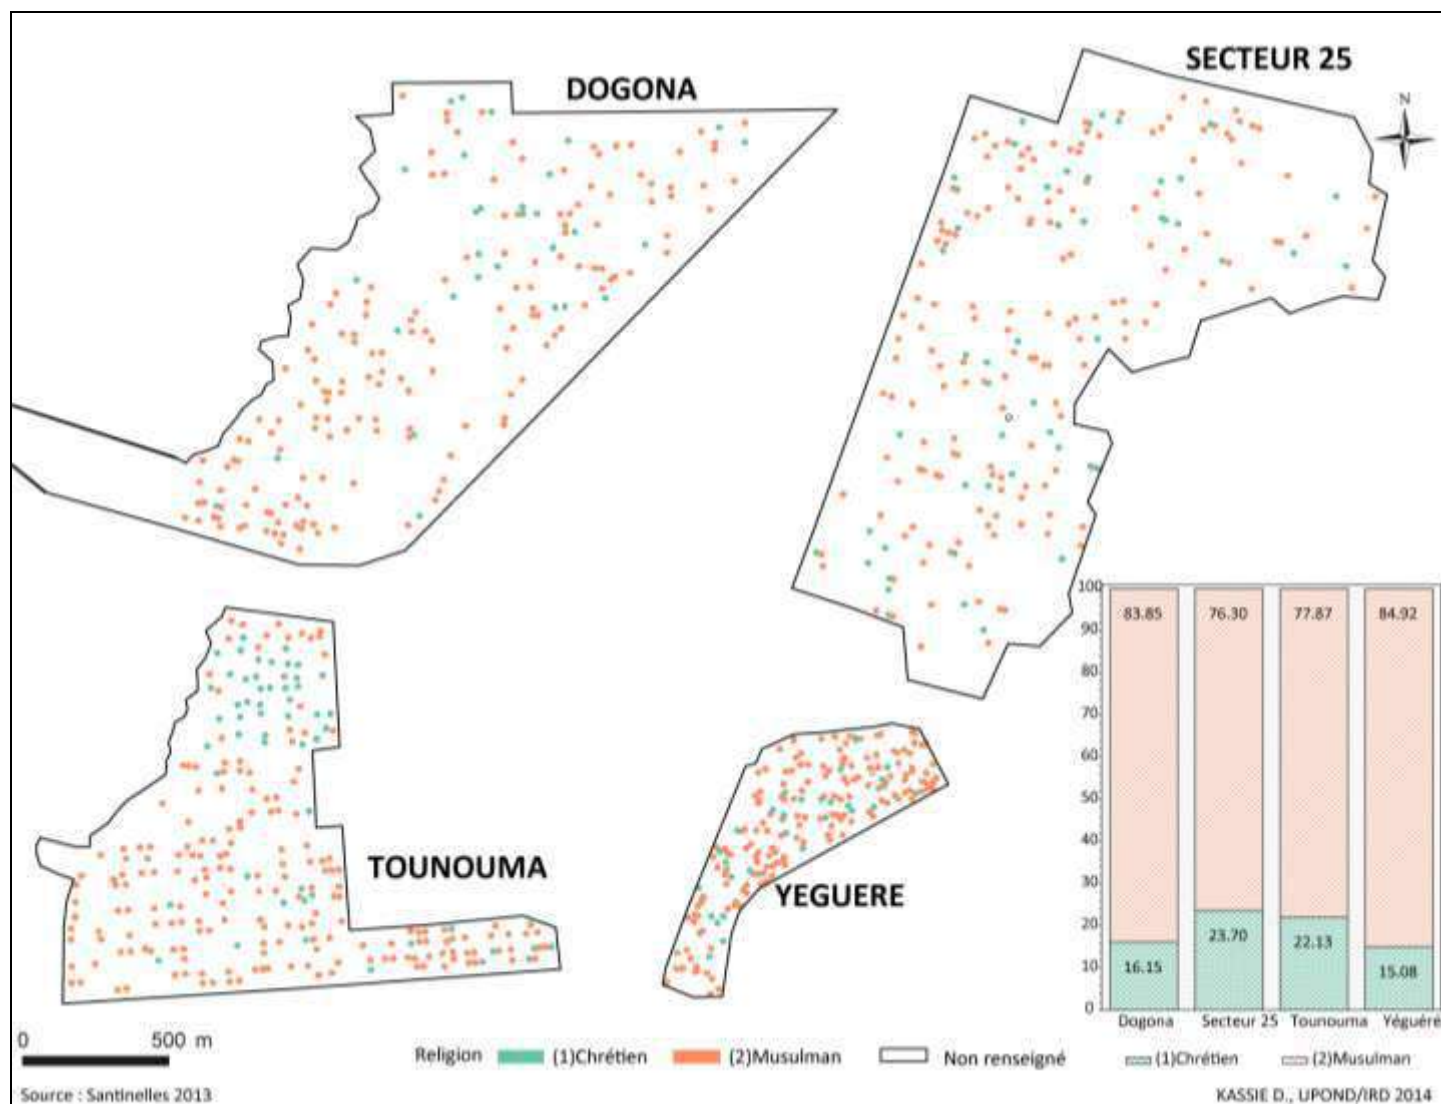 DOGONA
SECTEUR 25
N
TOUNOUMA
YEGUERE
100
90
80
70
60
50
40
30
20
10
0
83.85
76.30
77.87
84.92
16.15
23.70
22.13
15.08
Dogona
Secteur 25
Tounouma
Yéguéré
0 500 m
Religion (1)Chrétien (2)Musulman Non renseigné
(1)Chrétien (2)Musulman
Source : Santinelles 2013
KASSIE D., UPOND/IRD 2014